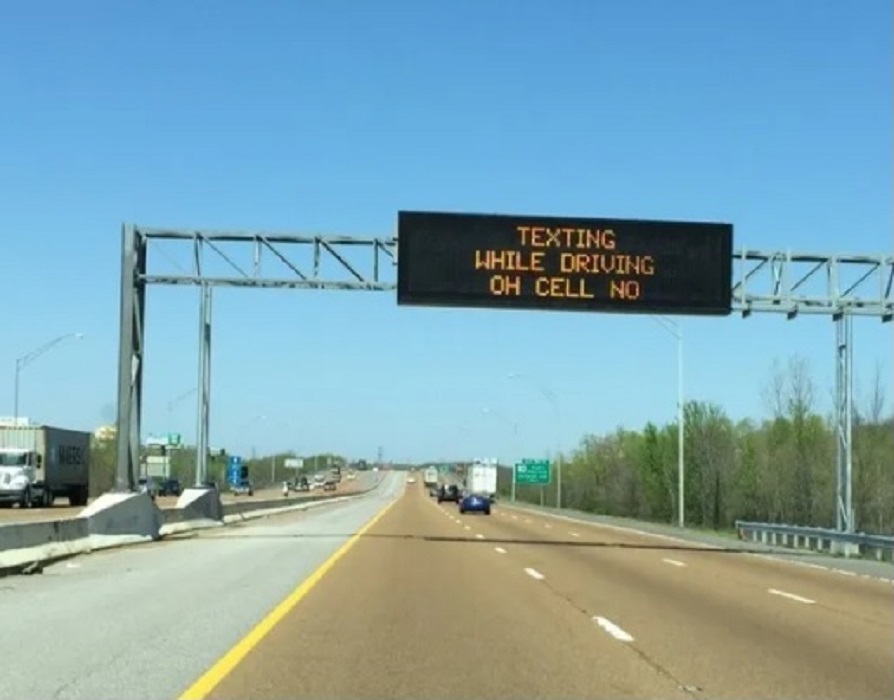 TEXTING
WHILE DRIVING
OH CELL NO